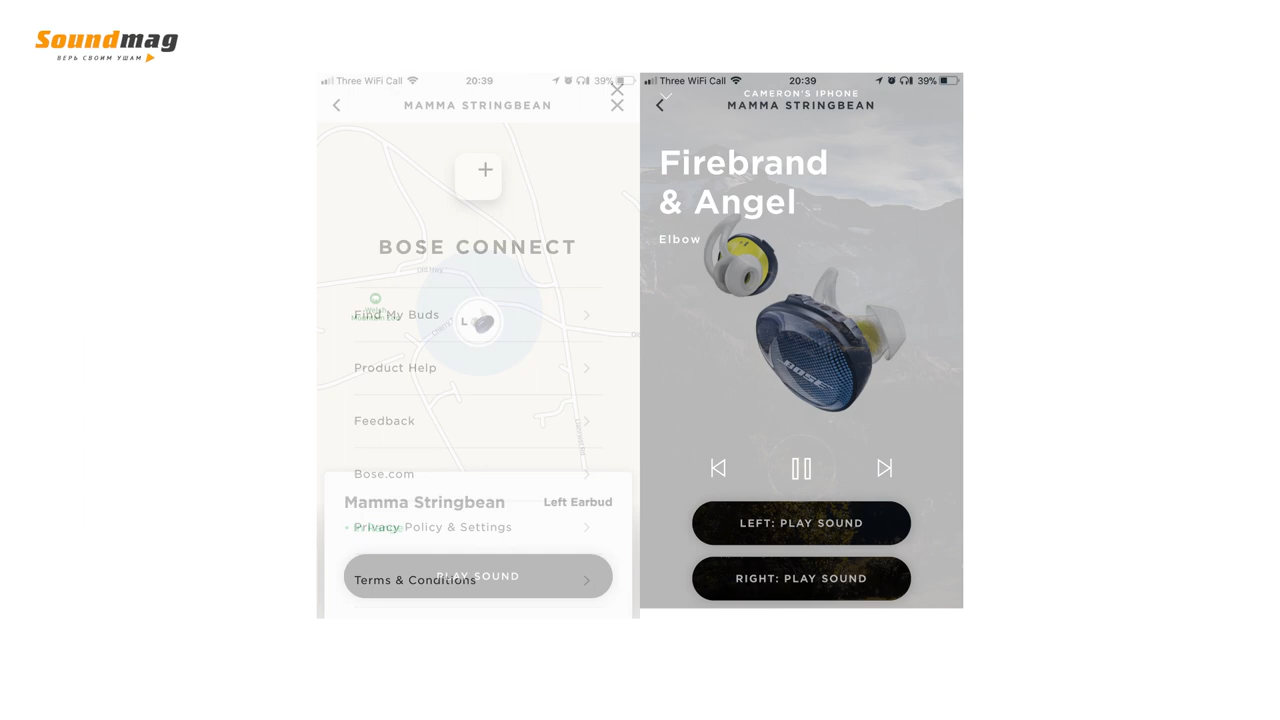 Soundmag
ВЕРЬ СВОИМ УШАМ
Three WiFi Call 20:39 39%
MAMMA STRINGBEAN
BOSE CONNECT
Old Hwy
Find My Buds
L
Product Help
Feedback
Bose.com
Mamma Stringbean Left Earbud
Privacy Policy & Settings
PLAY SOUND
Terms & Conditions
Three WiFi Call 20:39 39%
CAMERON'S IPHONE
MAMMA STRINGBEAN
Firebrand
& Angel
Elbow
BOSE
LEFT: PLAY SOUND
RIGHT: PLAY SOUND